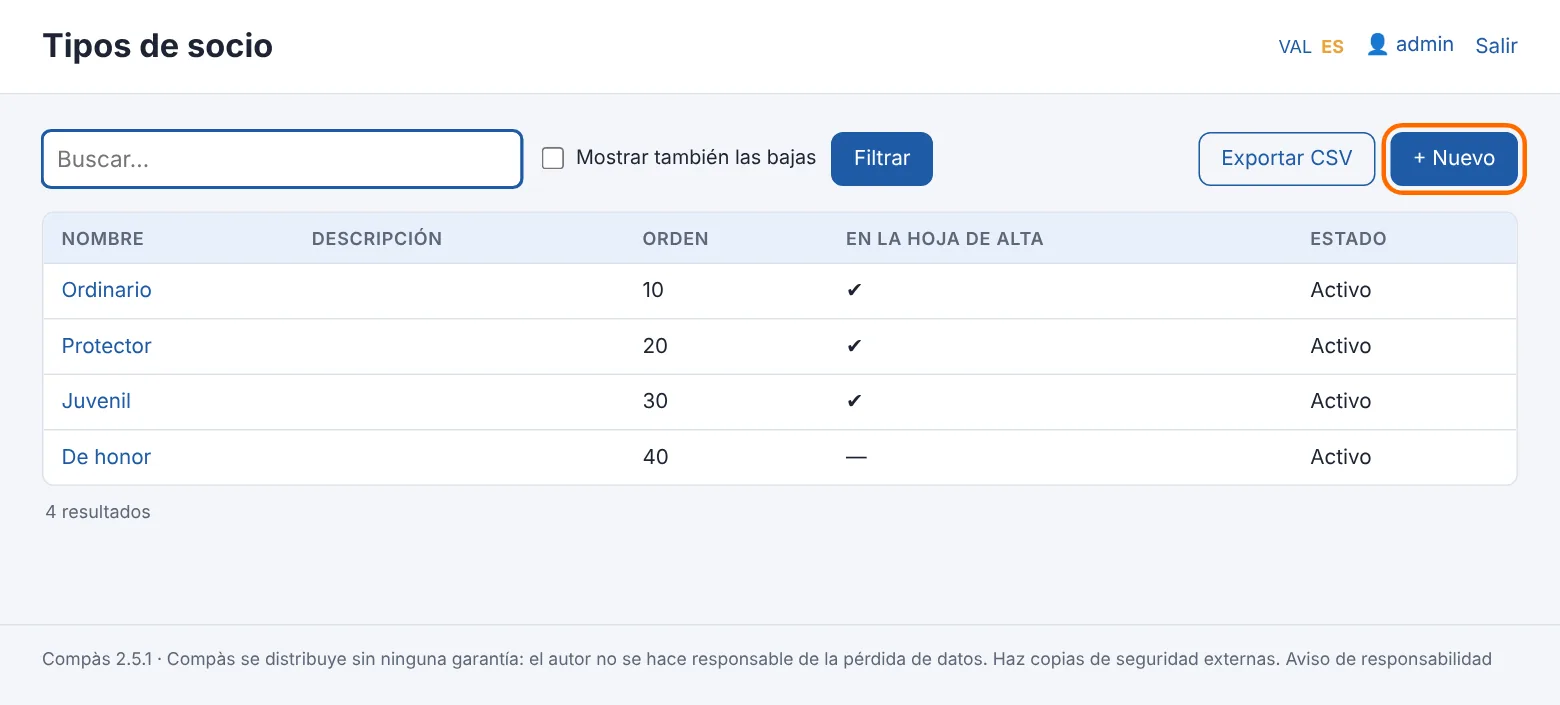 Tipos de socio
VAL ES admin Salir
Buscar... Mostrar también las bajas Filtrar Exportar CSV + Nuevo
NOMBRE DESCRIPCIÓN ORDEN EN LA HOJA DE ALTA ESTADO
Ordinario 10 ✔ Activo
Protector 20 ✔ Activo
Juvenil 30 ✔ Activo
De honor 40 — Activo
4 resultados
Compàs 2.5.1 · Compàs se distribuye sin ninguna garantía: el autor no se hace responsable de la pérdida de datos. Haz copias de seguridad externas. Aviso de responsabilidad